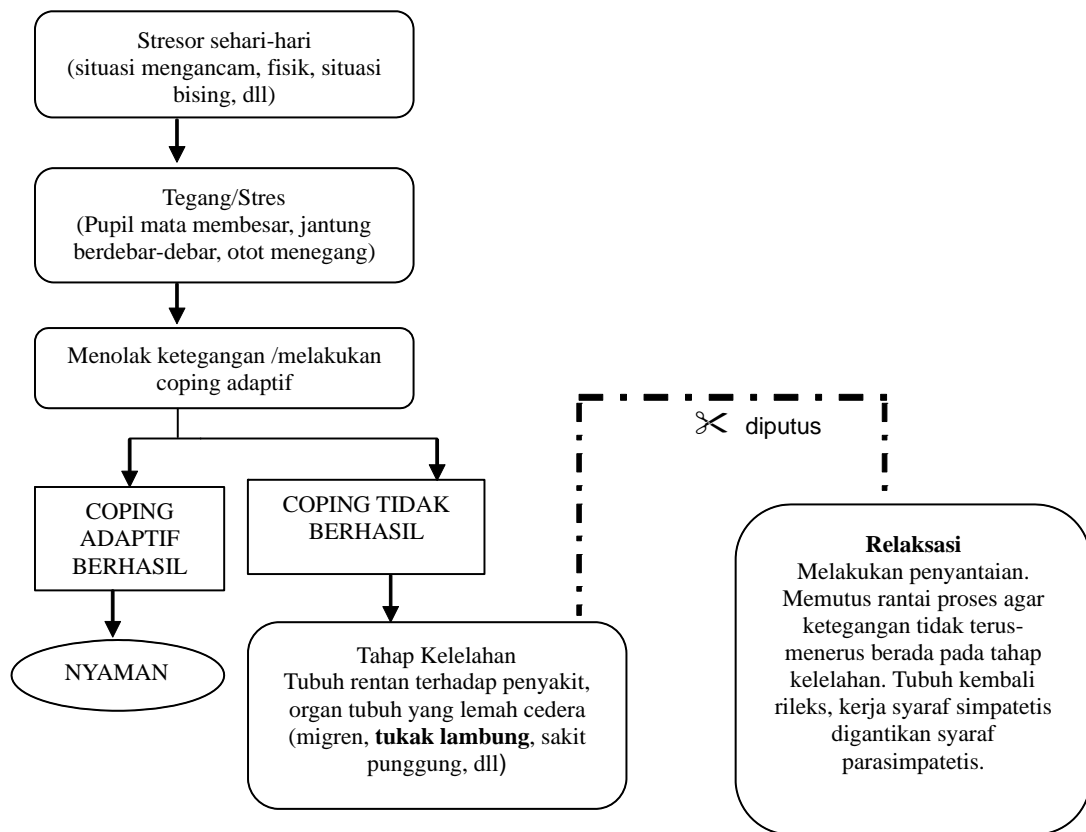 Stresor sehari-hari
(situasi mengancam, fisik, situasi
bising, dll)
Tegang/Stres
(Pupil mata membesar, jantung
berdebar-debar, otot menegang)
Menolak ketegangan /melakukan
coping adaptif
diputus
COPING
ADAPTIF
BERHASIL
COPING TIDAK
BERHASIL
NYAMAN
Tahap Kelelahan
Tubuh rentan terhadap penyakit,
organ tubuh yang lemah cedera
(migren, tukak lambung, sakit
punggung, dll)
Relaksasi
Melakukan penyantaian.
Memutus rantai proses agar
ketegangan tidak terus-
menerus berada pada tahap
kelelahan. Tubuh kembali
rileks, kerja syaraf simpatetis
digantikan syaraf
parasimpatetis.